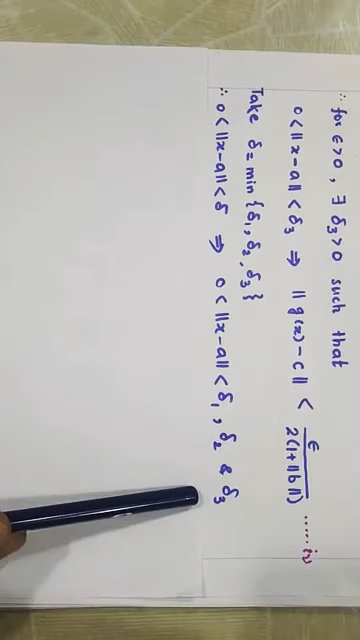 ∴ for ϵ>0, ∃ δ₃>0 such that
0<||x-a||<δ₃ ⇒ ||g(x)-c|| < ϵ/2(1+||b||) ......iv
Take δ=min{δ₁,δ₂,δ₃}
∴ 0<||x-a||<δ ⇒ 0<||x-a||<δ₁, δ₂ & δ₃